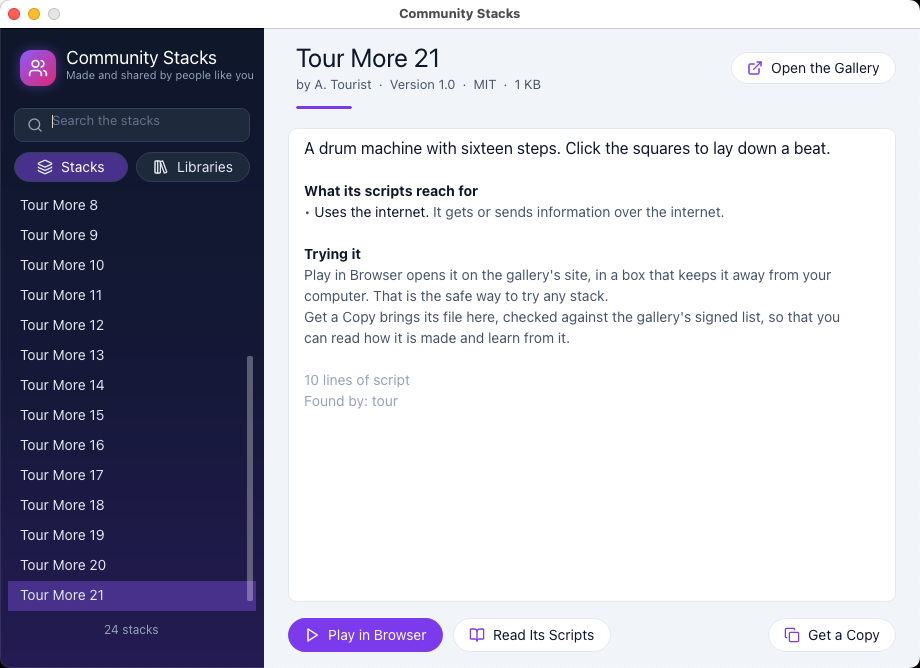 Community Stacks
Community Stacks
Made and shared by people like you
Search the stacks
Stacks
Libraries
Tour More 8
Tour More 9
Tour More 10
Tour More 11
Tour More 12
Tour More 13
Tour More 14
Tour More 15
Tour More 16
Tour More 17
Tour More 18
Tour More 19
Tour More 20
Tour More 21
24 stacks
Tour More 21
by A. Tourist · Version 1.0 · MIT · 1 KB
Open the Gallery
A drum machine with sixteen steps. Click the squares to lay down a beat.
What its scripts reach for
• Uses the internet. It gets or sends information over the internet.
Trying it
Play in Browser opens it on the gallery's site, in a box that keeps it away from your
computer. That is the safe way to try any stack.
Get a Copy brings its file here, checked against the gallery's signed list, so that you
can read how it is made and learn from it.
10 lines of script
Found by: tour
Play in Browser
Read Its Scripts
Get a Copy